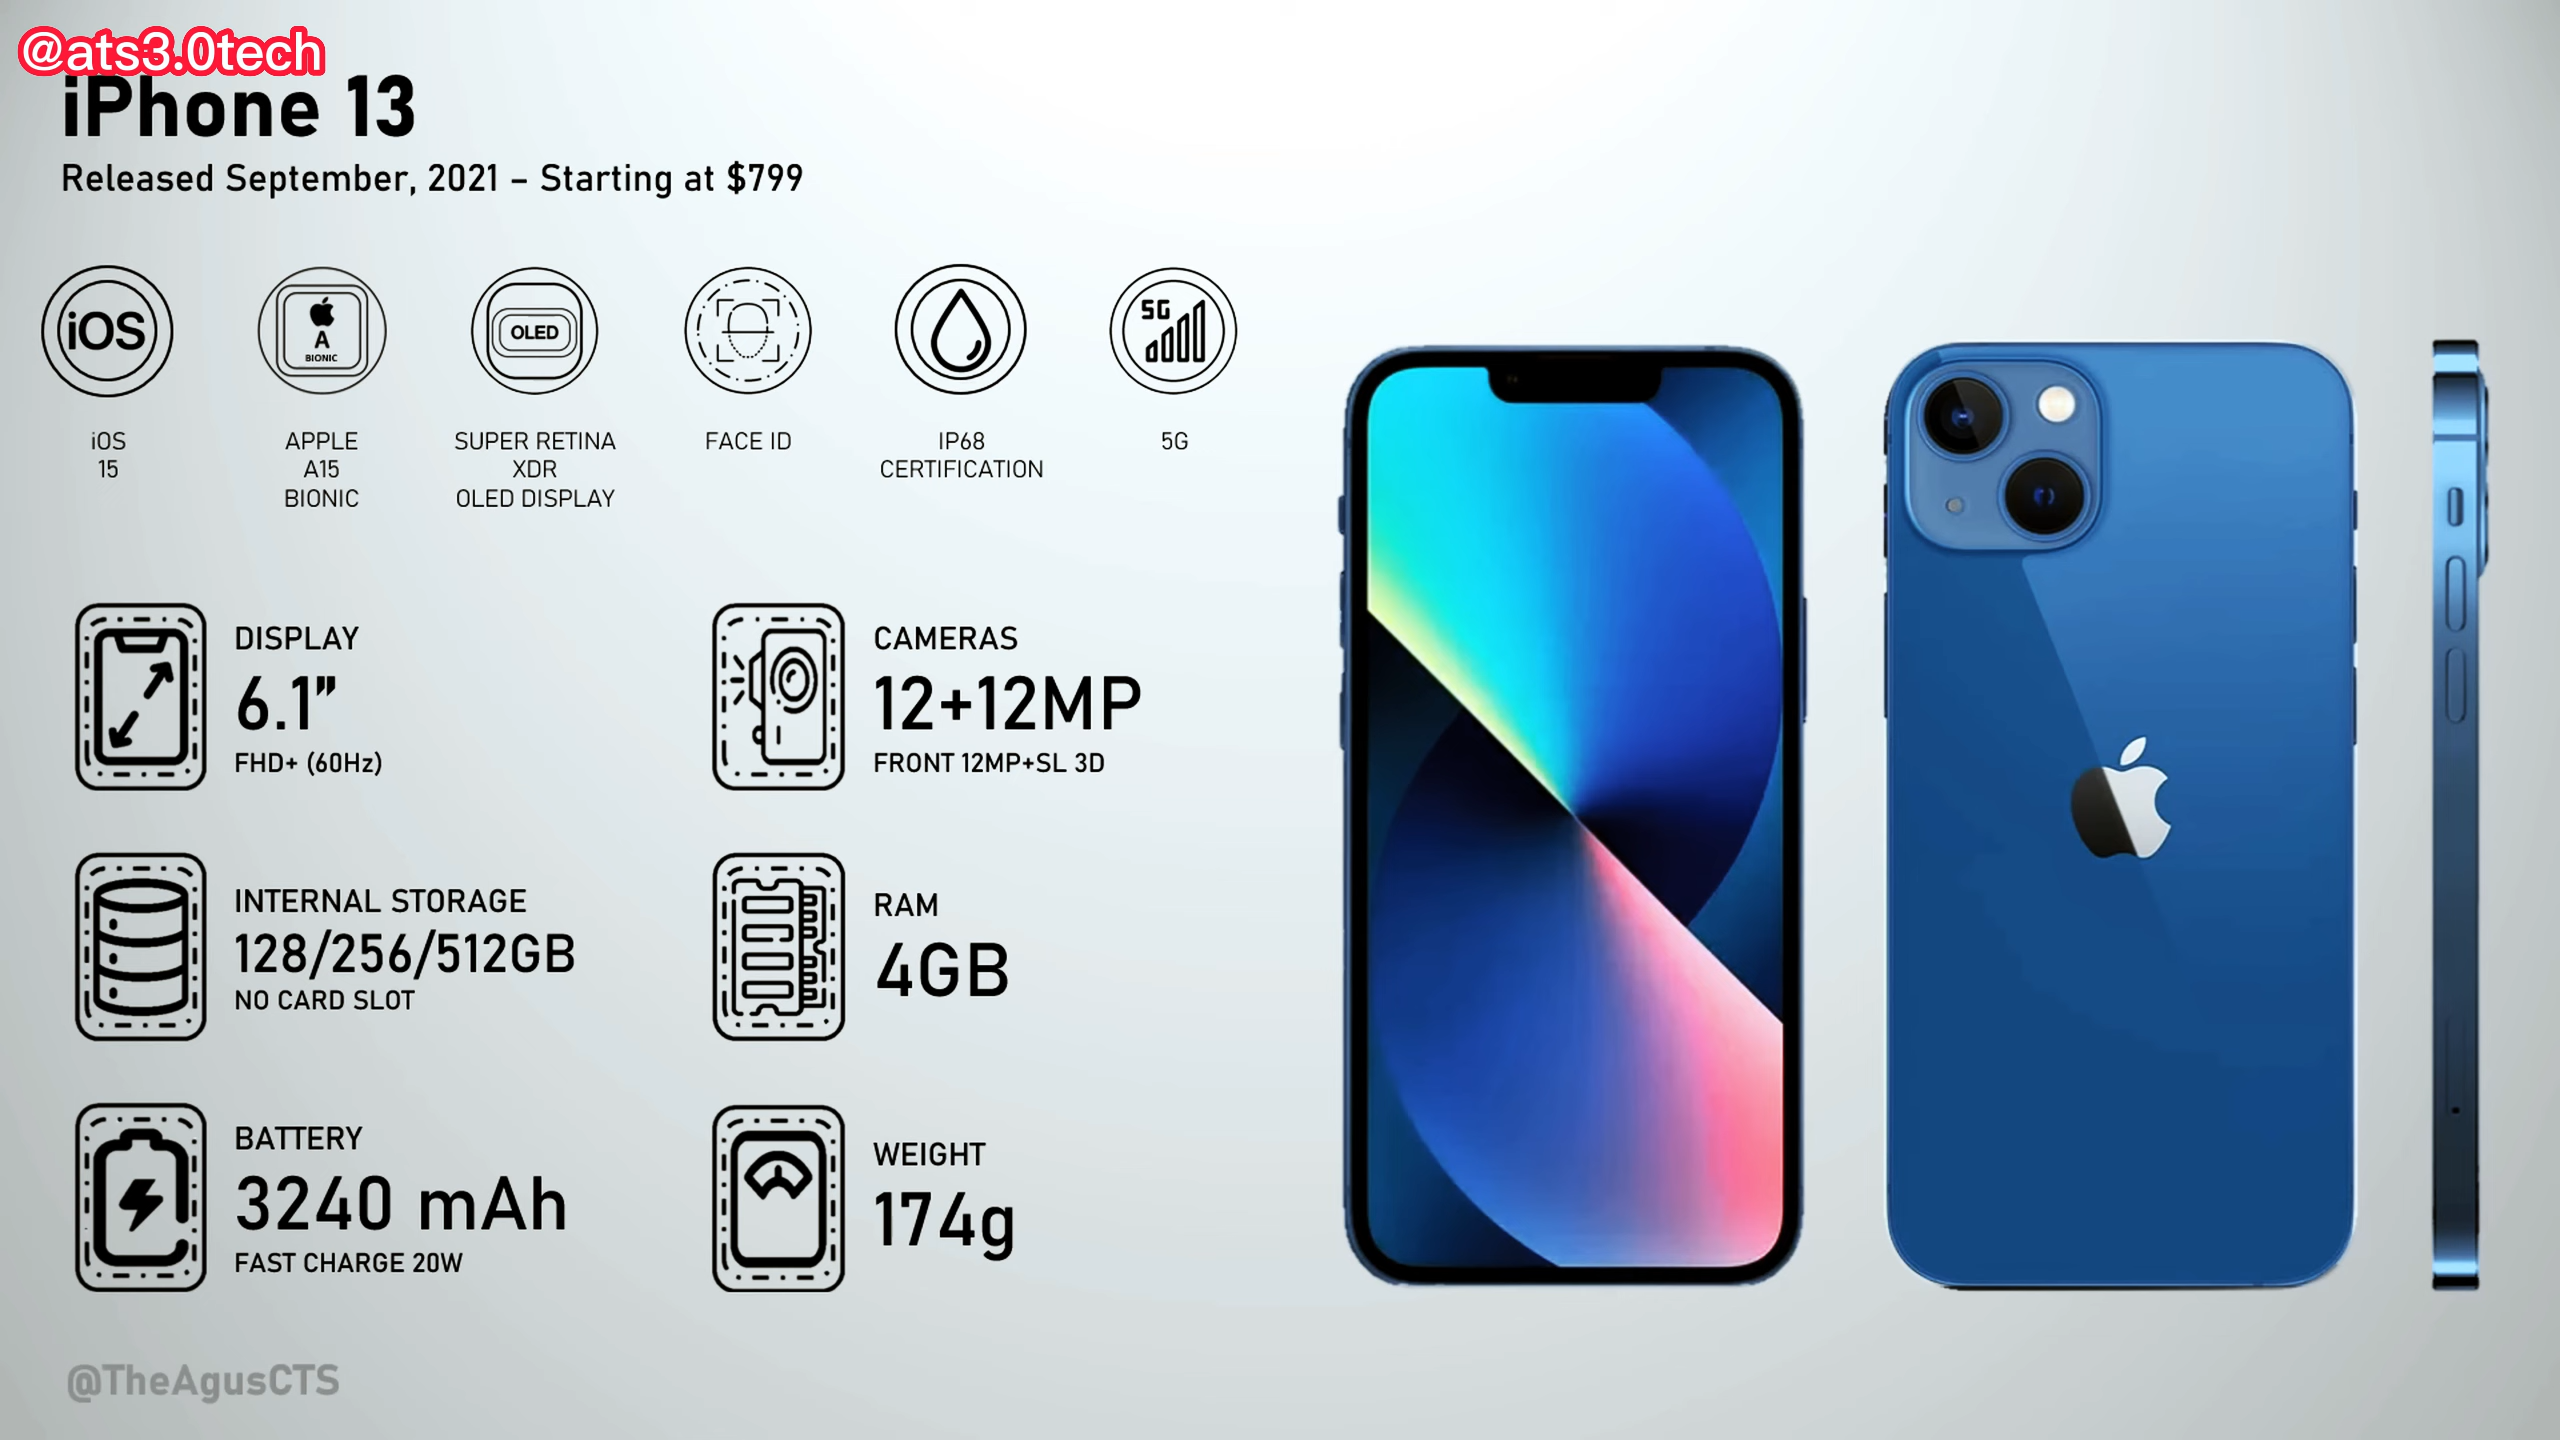 @ats3.0tech
iPhone 13
Released September, 2021 – Starting at $799
iOS
A
BIONIC
OLED
5G
iOS
15
APPLE
A15
BIONIC
SUPER RETINA
XDR
OLED DISPLAY
FACE ID
IP68
CERTIFICATION
5G
DISPLAY
6.1”
FHD+ (60Hz)
CAMERAS
12+12MP
FRONT 12MP+SL 3D
INTERNAL STORAGE
128/256/512GB
NO CARD SLOT
RAM
4GB
BATTERY
3240 mAh
FAST CHARGE 20W
WEIGHT
174g
@TheAgusCTS